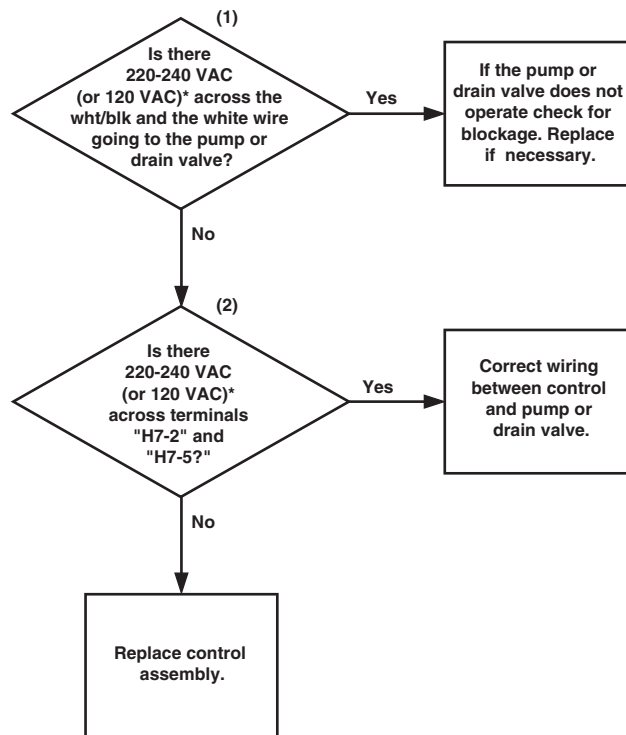 (1)
Is there
220-240 VAC
(or 120 VAC)* across the
wht/blk and the white wire
going to the pump or
drain valve?
Yes
If the pump or
drain valve does not
operate check for
blockage. Replace
if necessary.
No
(2)
Is there
220-240 VAC
(or 120 VAC)*
across terminals
"H7-2" and
"H7-5?"
Yes
Correct wiring
between control
and pump or
drain valve.
No
Replace control
assembly.